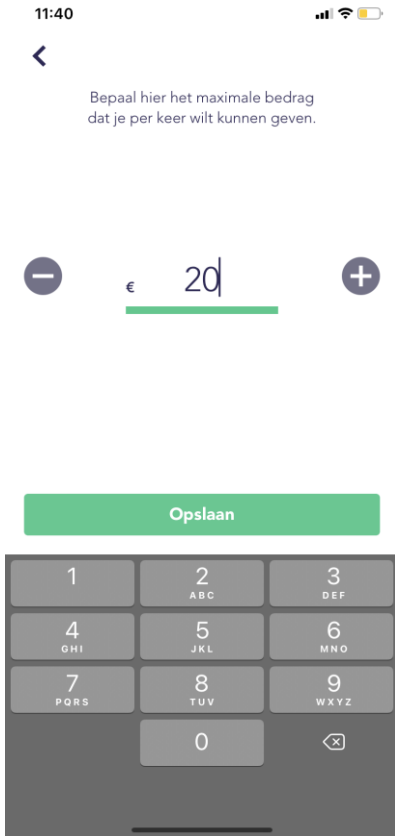 11:40
Bepaal hier het maximale bedrag
dat je per keer wilt kunnen geven.
€ 20
Opslaan
1 2 3
ABC DEF
4 5 6
GHI JKL MNO
7 8 9
PQRS TUV WXYZ
0